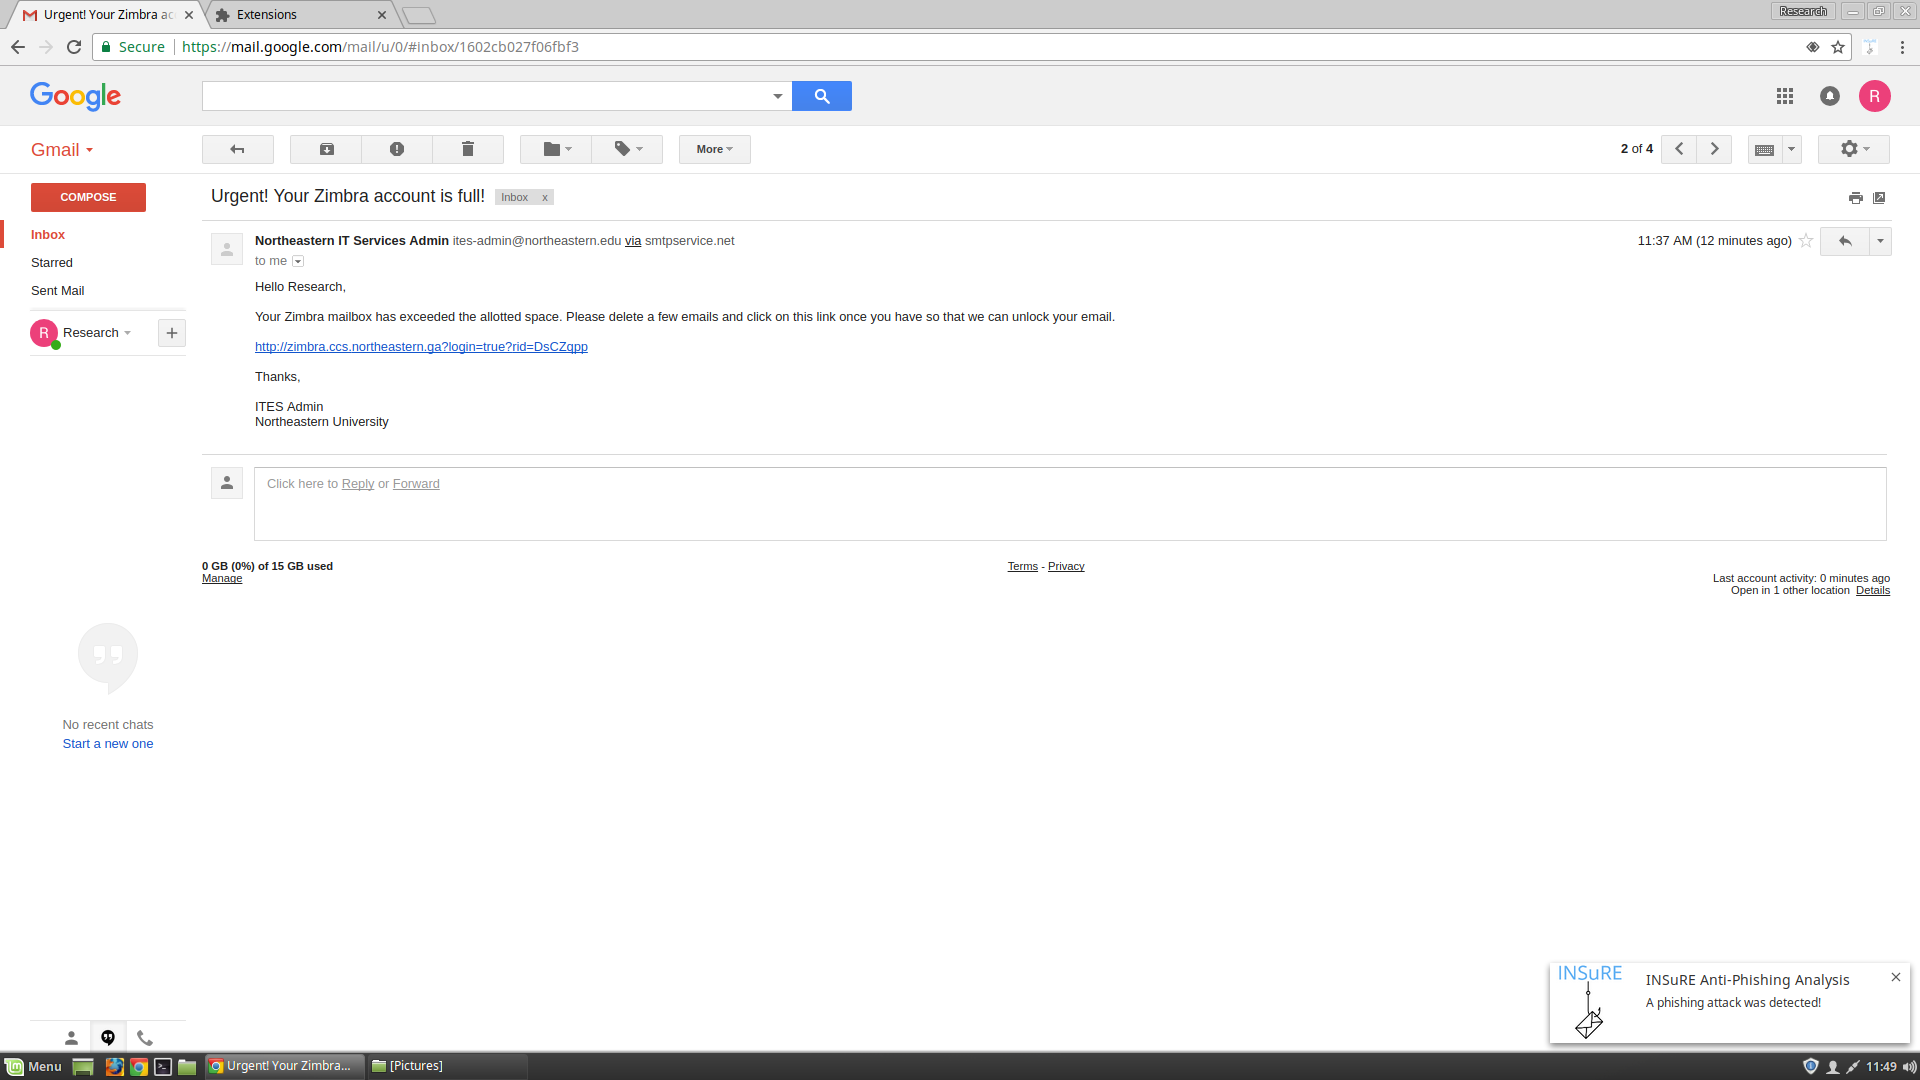 Urgent! Your Zimbra acc
Extensions
Research
Secure
https://mail.google.com/mail/u/0/#inbox/1602cb027f06fbf3
Google
R
Gmail
More
2 of 4
COMPOSE
Urgent! Your Zimbra account is full!
Inbox x
Inbox
Starred
Sent Mail
R Research
Northeastern IT Services Admin ites-admin@northeastern.edu via smtpservice.net
11:37 AM (12 minutes ago)
to me
Hello Research,
Your Zimbra mailbox has exceeded the allotted space. Please delete a few emails and click on this link once you have so that we can unlock your email.
http://zimbra.ccs.northeastern.ga?login=true?rid=DsCZqpp
Thanks,
ITES Admin
Northeastern University
Click here to Reply or Forward
0 GB (0%) of 15 GB used
Manage
Terms - Privacy
Last account activity: 0 minutes ago
Open in 1 other location Details
No recent chats
Start a new one
INSuRE
INSuRE Anti-Phishing Analysis
A phishing attack was detected!
Menu
Urgent! Your Zimbra...
[Pictures]
11:49